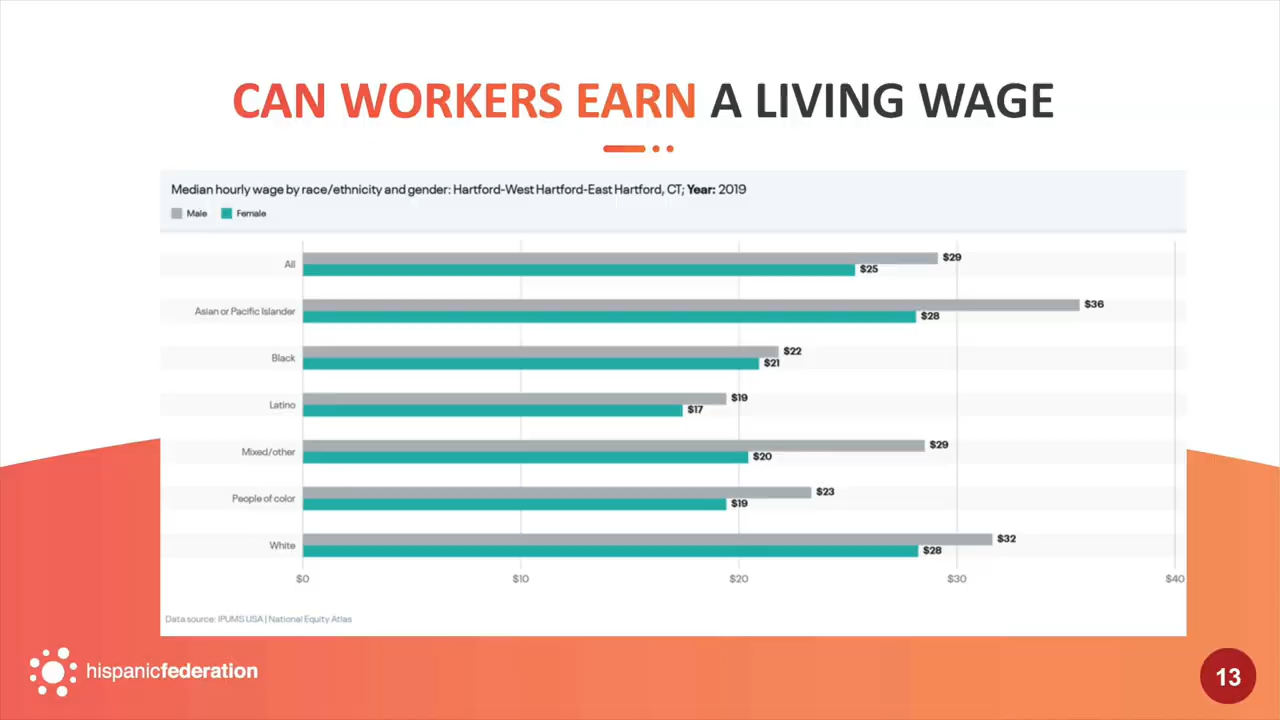 CAN WORKERS EARN A LIVING WAGE
Median hourly wage by race/ethnicity and gender: Hartford-West Hartford-East Hartford, CT; Year: 2019
Male Female
All $29
$25
Asian or Pacific Islander $36
$28
Black $22
$21
Latino $19
$17
Mixed/other $29
$20
People of color $23
$19
White $32
$28
$0 $10 $20 $30 $40
Data source: IPUMS USA | National Equity Atlas
hispanicfederation
13